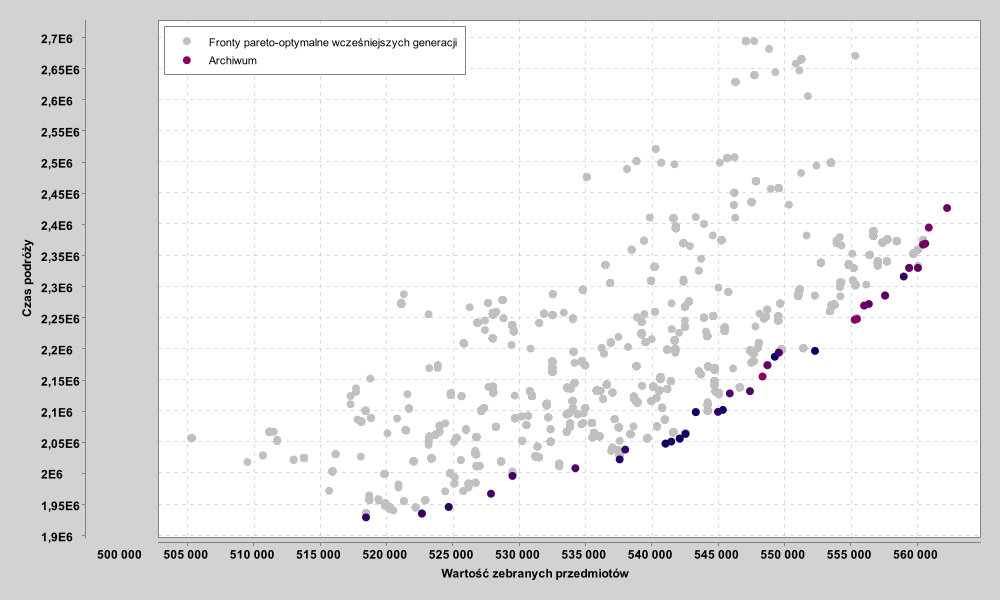 Fronty pareto-optymalne wcześniejszych generacji
Archiwum
2,7E6
2,65E6
2,6E6
2,55E6
2,5E6
2,45E6
2,4E6
2,35E6
2,3E6
2,25E6
2,2E6
2,15E6
2,1E6
2,05E6
2E6
1,95E6
1,9E6
Czas podróży
500 000 505 000 510 000 515 000 520 000 525 000 530 000 535 000 540 000 545 000 550 000 555 000 560 000
Wartość zebranych przedmiotów